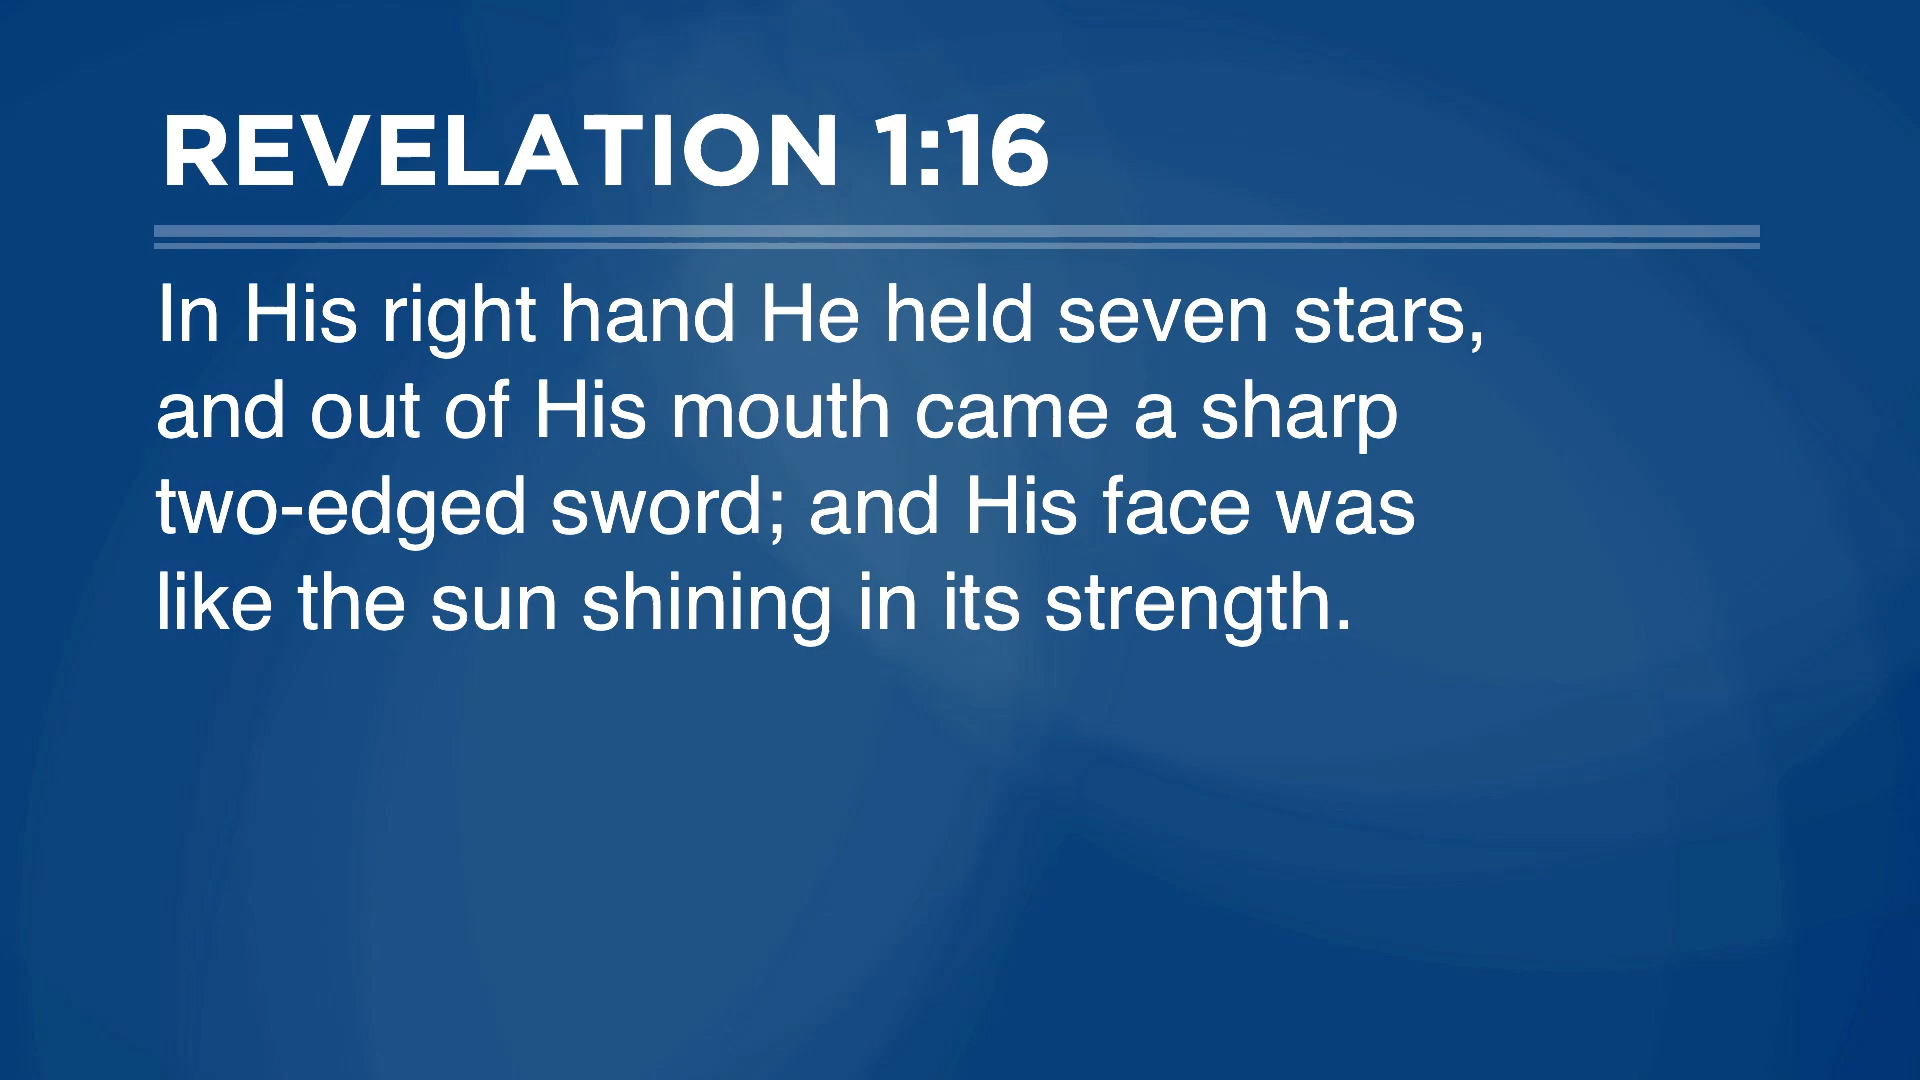 REVELATION 1:16
In His right hand He held seven stars,
and out of His mouth came a sharp
two-edged sword; and His face was
like the sun shining in its strength.